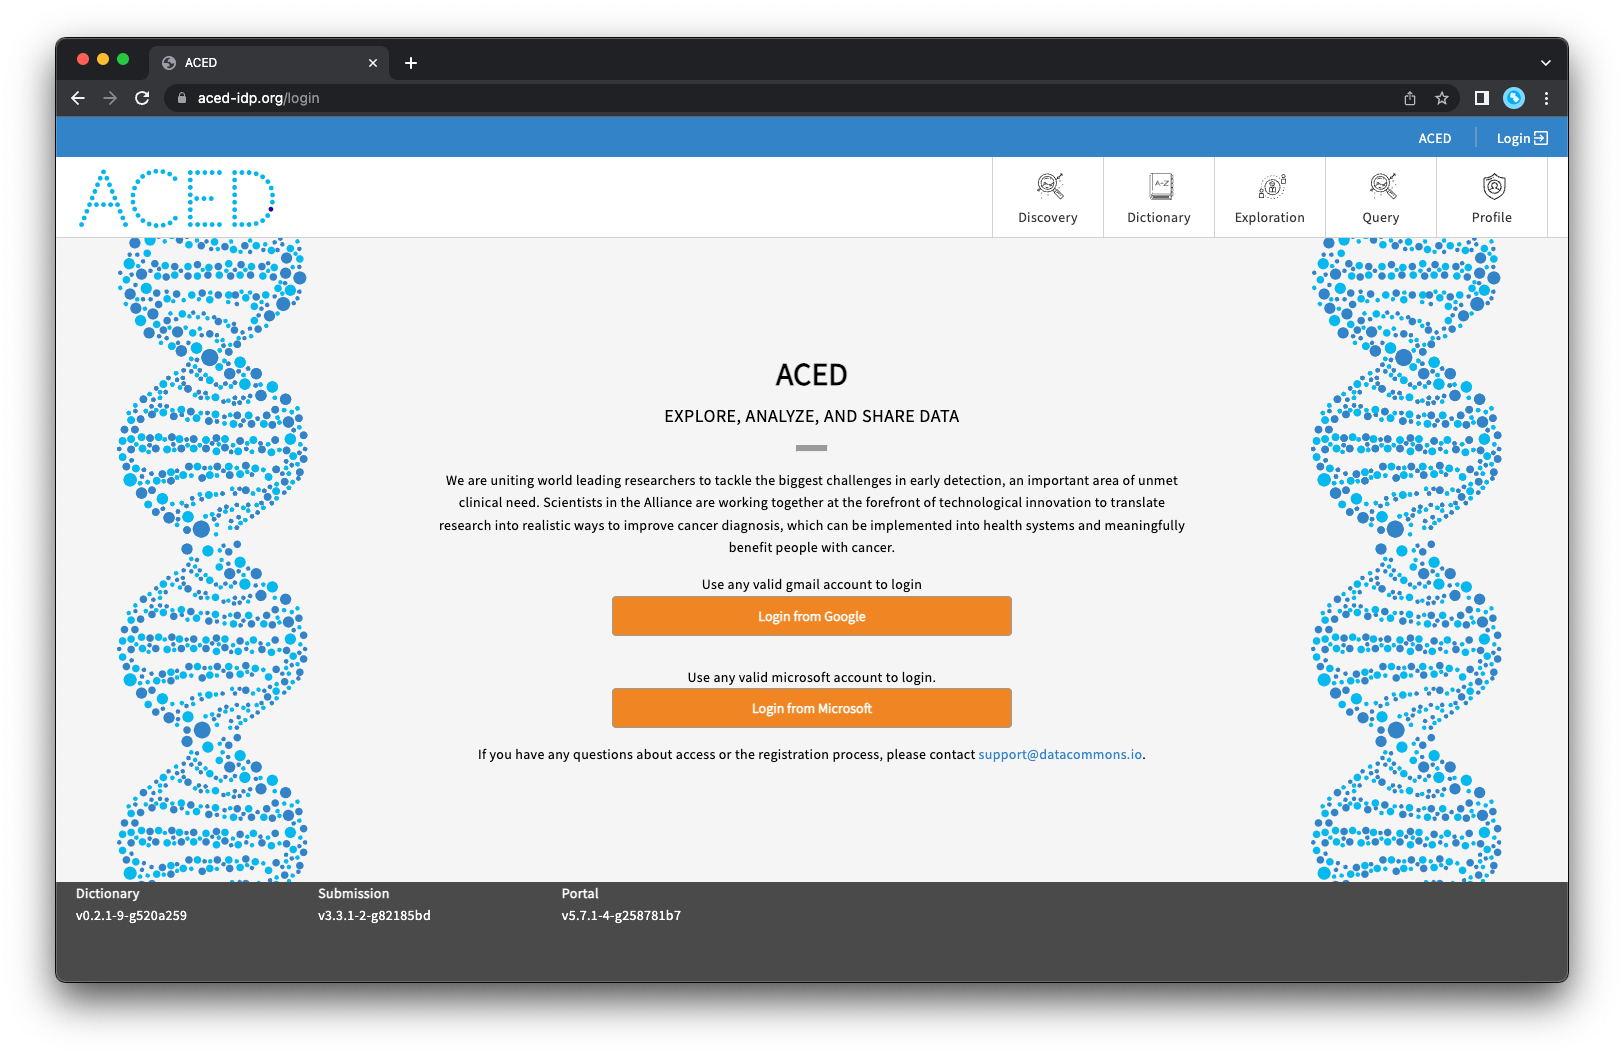 ACED
aced-idp.org/login
ACED
Login
ACED
Discovery
A-Z
Dictionary
Exploration
Query
Profile
ACED
EXPLORE, ANALYZE, AND SHARE DATA
We are uniting world leading researchers to tackle the biggest challenges in early detection, an important area of unmet
clinical need. Scientists in the Alliance are working together at the forefront of technological innovation to translate
research into realistic ways to improve cancer diagnosis, which can be implemented into health systems and meaningfully
benefit people with cancer.
Use any valid gmail account to login
Login from Google
Use any valid microsoft account to login.
Login from Microsoft
If you have any questions about access or the registration process, please contact support@datacommons.io.
Dictionary
v0.2.1-9-g520a259
Submission
v3.3.1-2-g82185bd
Portal
v5.7.1-4-g258781b7